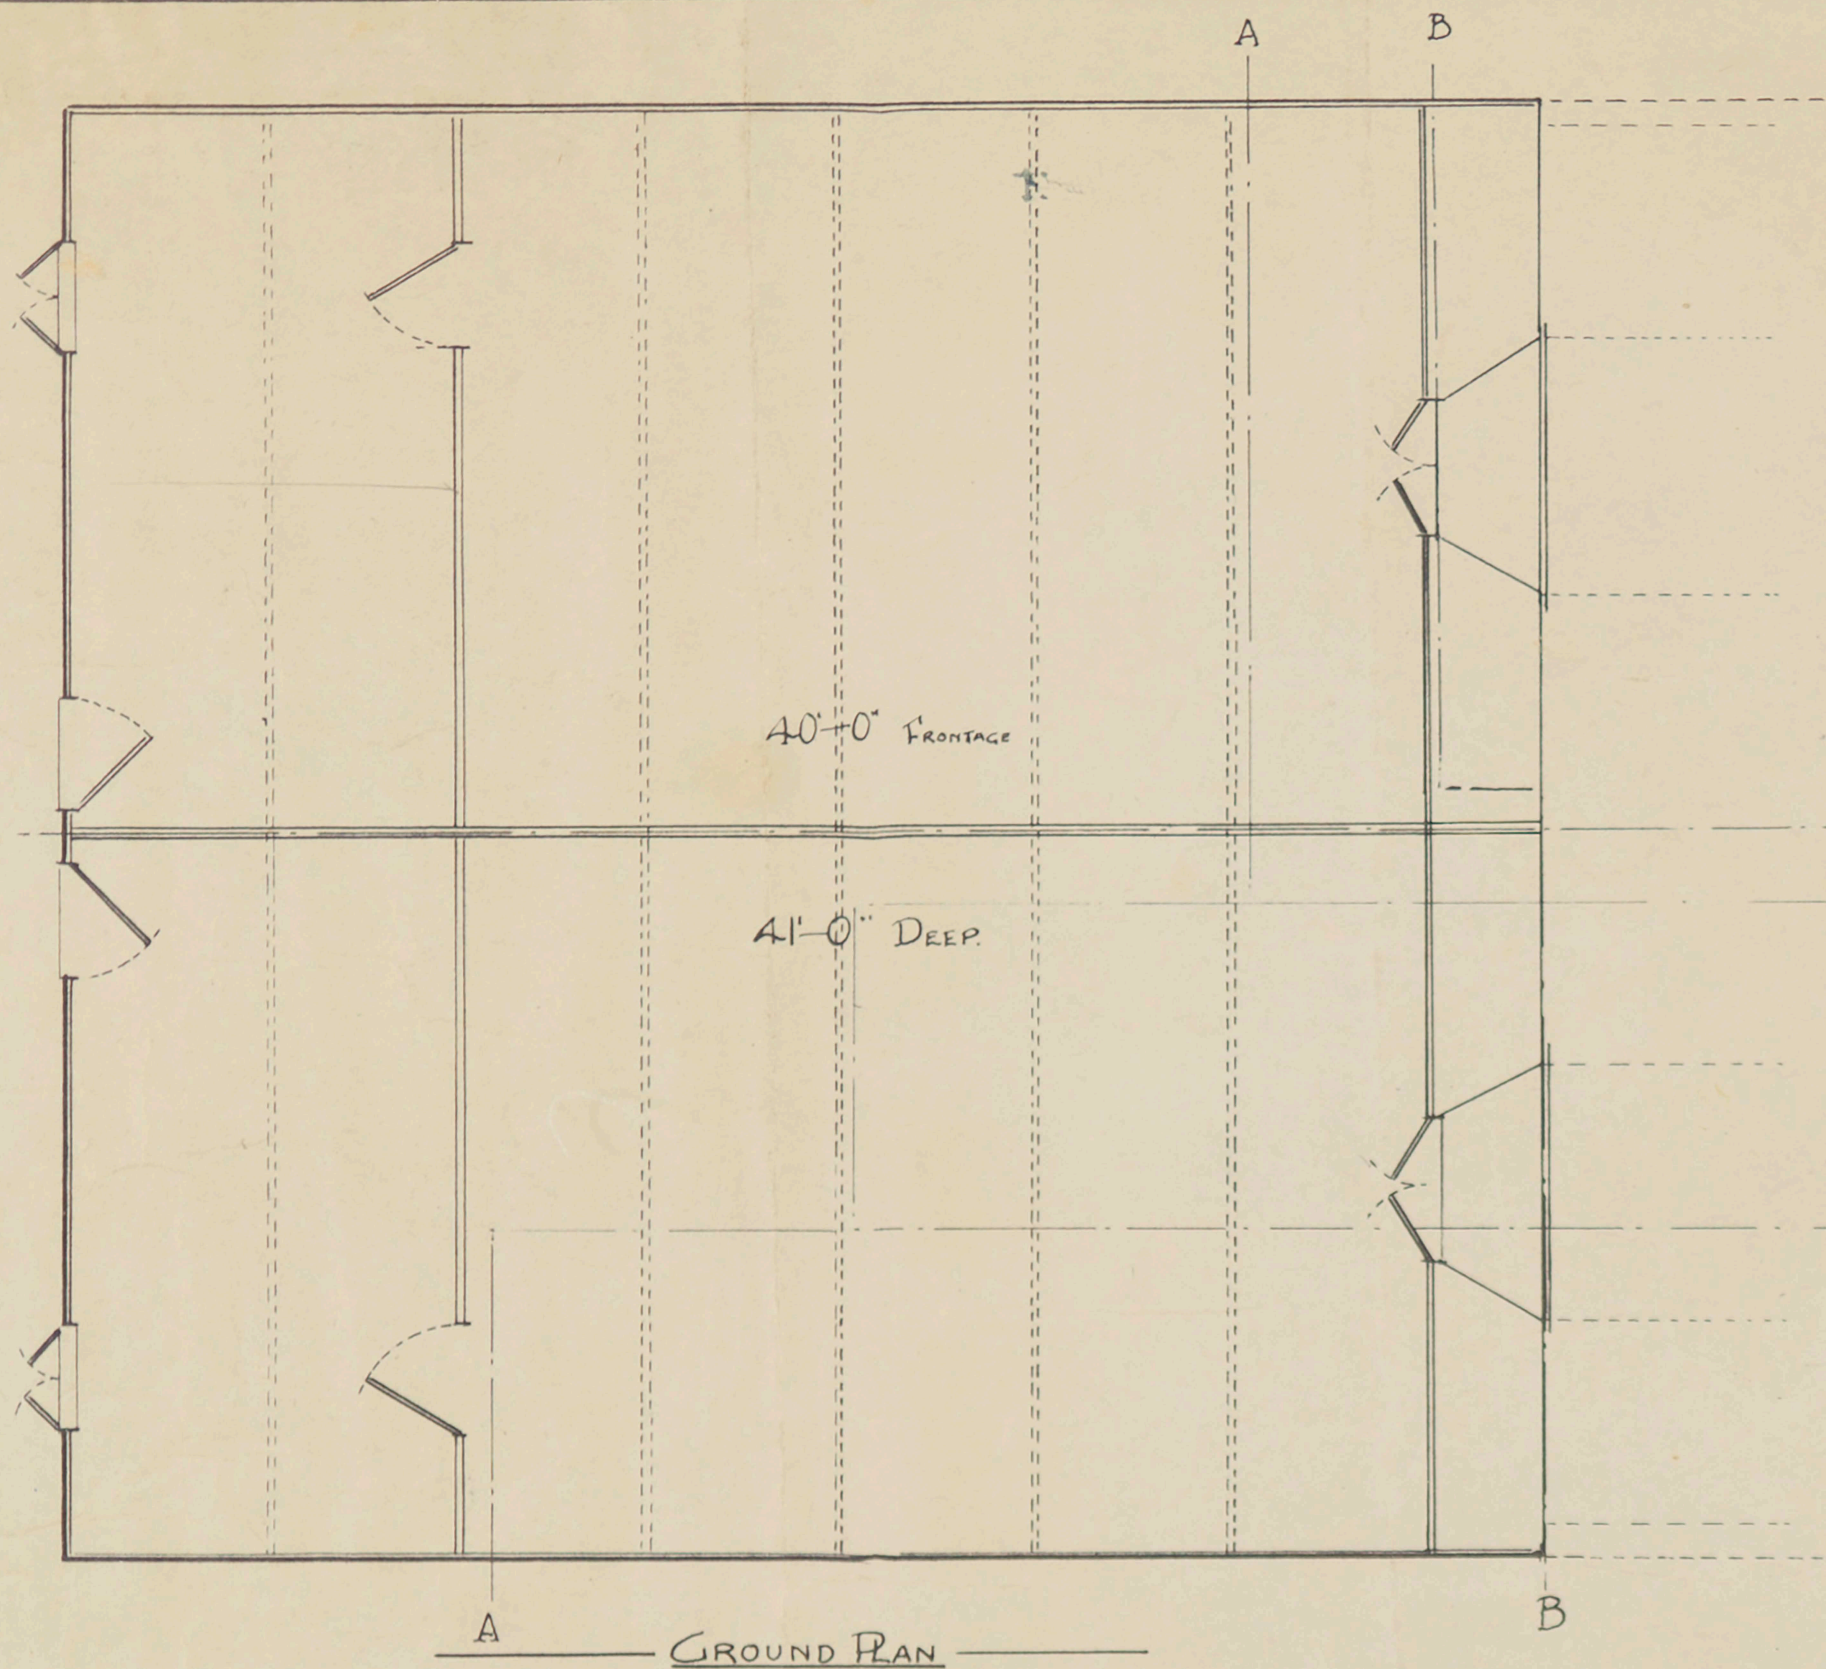 A B
40'-0" FRONTAGE
41'-0" DEEP.
A
B
GROUND PLAN